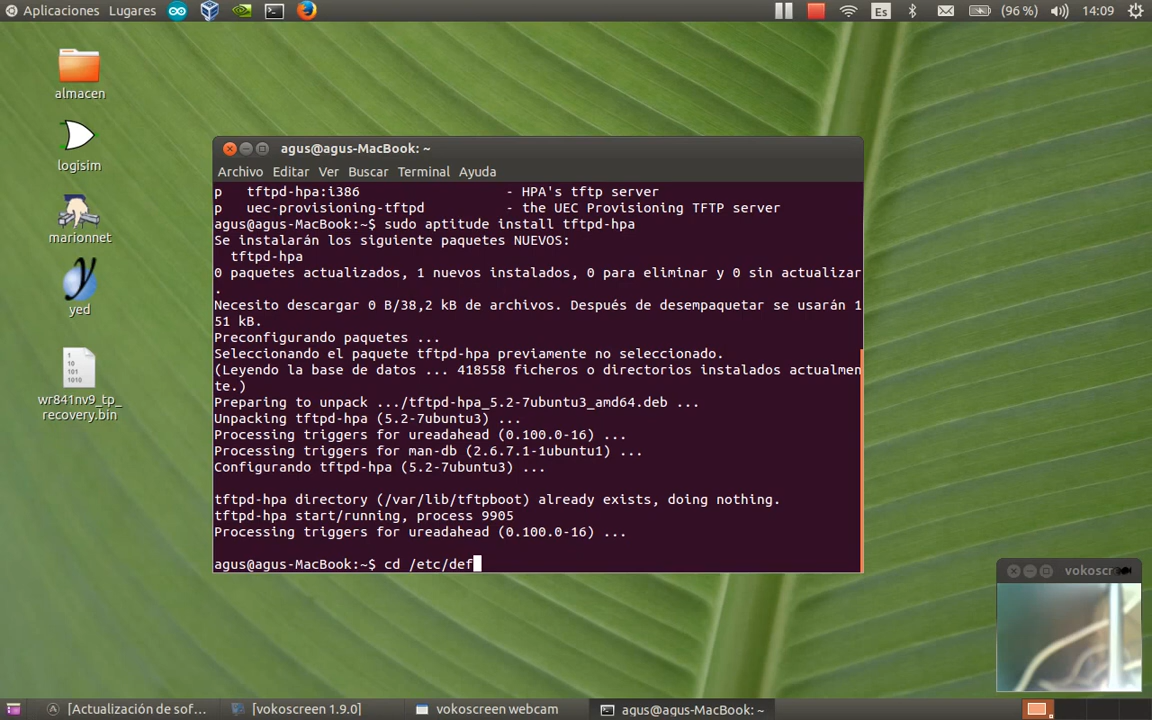 Aplicaciones Lugares Es (96 %) 14:09
almacen
logisim
marionnet
yed
1
10
101
1010
wr841nv9_tp_
recovery.bin
agus@agus-MacBook: ~
Archivo Editar Ver Buscar Terminal Ayuda
p tftpd-hpa:i386 - HPA's tftp server
p uec-provisioning-tftpd - the UEC Provisioning TFTP server
agus@agus-MacBook:~$ sudo aptitude install tftpd-hpa
Se instalarán los siguiente paquetes NUEVOS:
tftpd-hpa
0 paquetes actualizados, 1 nuevos instalados, 0 para eliminar y 0 sin actualizar
.
Necesito descargar 0 B/38,2 kB de archivos. Después de desempaquetar se usarán 1
51 kB.
Preconfigurando paquetes ...
Seleccionando el paquete tftpd-hpa previamente no seleccionado.
(Leyendo la base de datos ... 418558 ficheros o directorios instalados actualmen
te.)
Preparing to unpack .../tftpd-hpa_5.2-7ubuntu3_amd64.deb ...
Unpacking tftpd-hpa (5.2-7ubuntu3) ...
Processing triggers for ureadahead (0.100.0-16) ...
Processing triggers for man-db (2.6.7.1-1ubuntu1) ...
Configurando tftpd-hpa (5.2-7ubuntu3) ...
tftpd-hpa directory (/var/lib/tftpboot) already exists, doing nothing.
tftpd-hpa start/running, process 9905
Processing triggers for ureadahead (0.100.0-16) ...
agus@agus-MacBook:~$ cd /etc/def
vokoscr
[Actualización de sof... [vokoscreen 1.9.0] vokoscreen webcam agus@agus-MacBook: ~